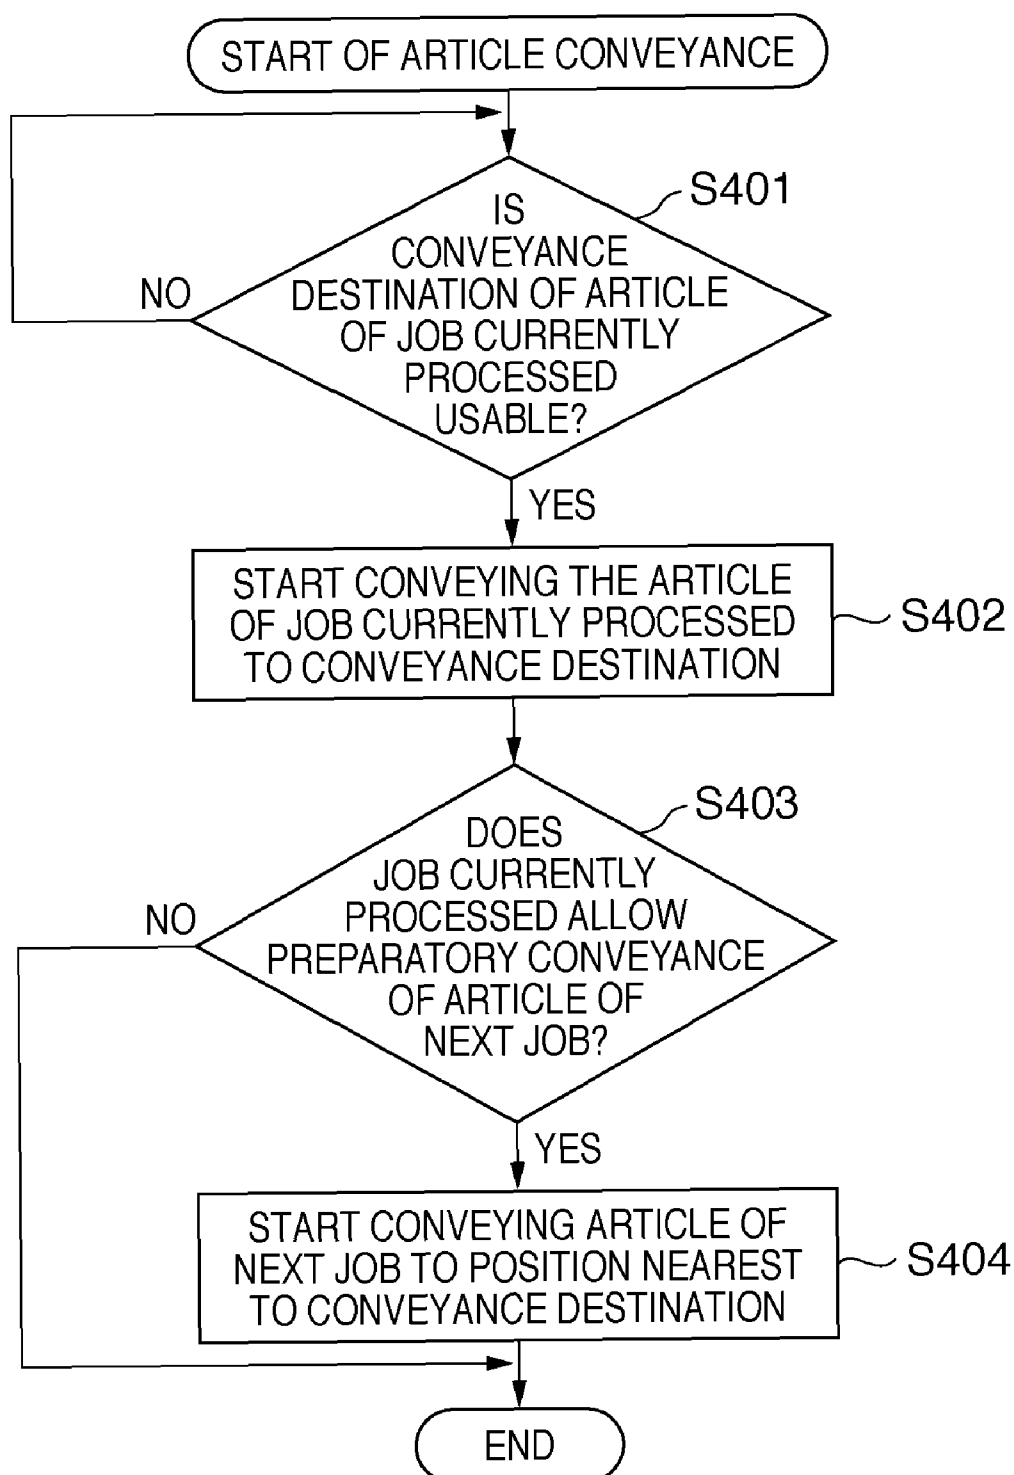 START OF ARTICLE CONVEYANCE
S401
IS
CONVEYANCE
DESTINATION OF ARTICLE
OF JOB CURRENTLY
PROCESSED
USABLE?
NO
YES
START CONVEYING THE ARTICLE
OF JOB CURRENTLY PROCESSED
TO CONVEYANCE DESTINATION
S402
S403
DOES
JOB CURRENTLY
PROCESSED ALLOW
PREPARATORY CONVEYANCE
OF ARTICLE OF
NEXT JOB?
NO
YES
START CONVEYING ARTICLE OF
NEXT JOB TO POSITION NEAREST
TO CONVEYANCE DESTINATION
S404
END